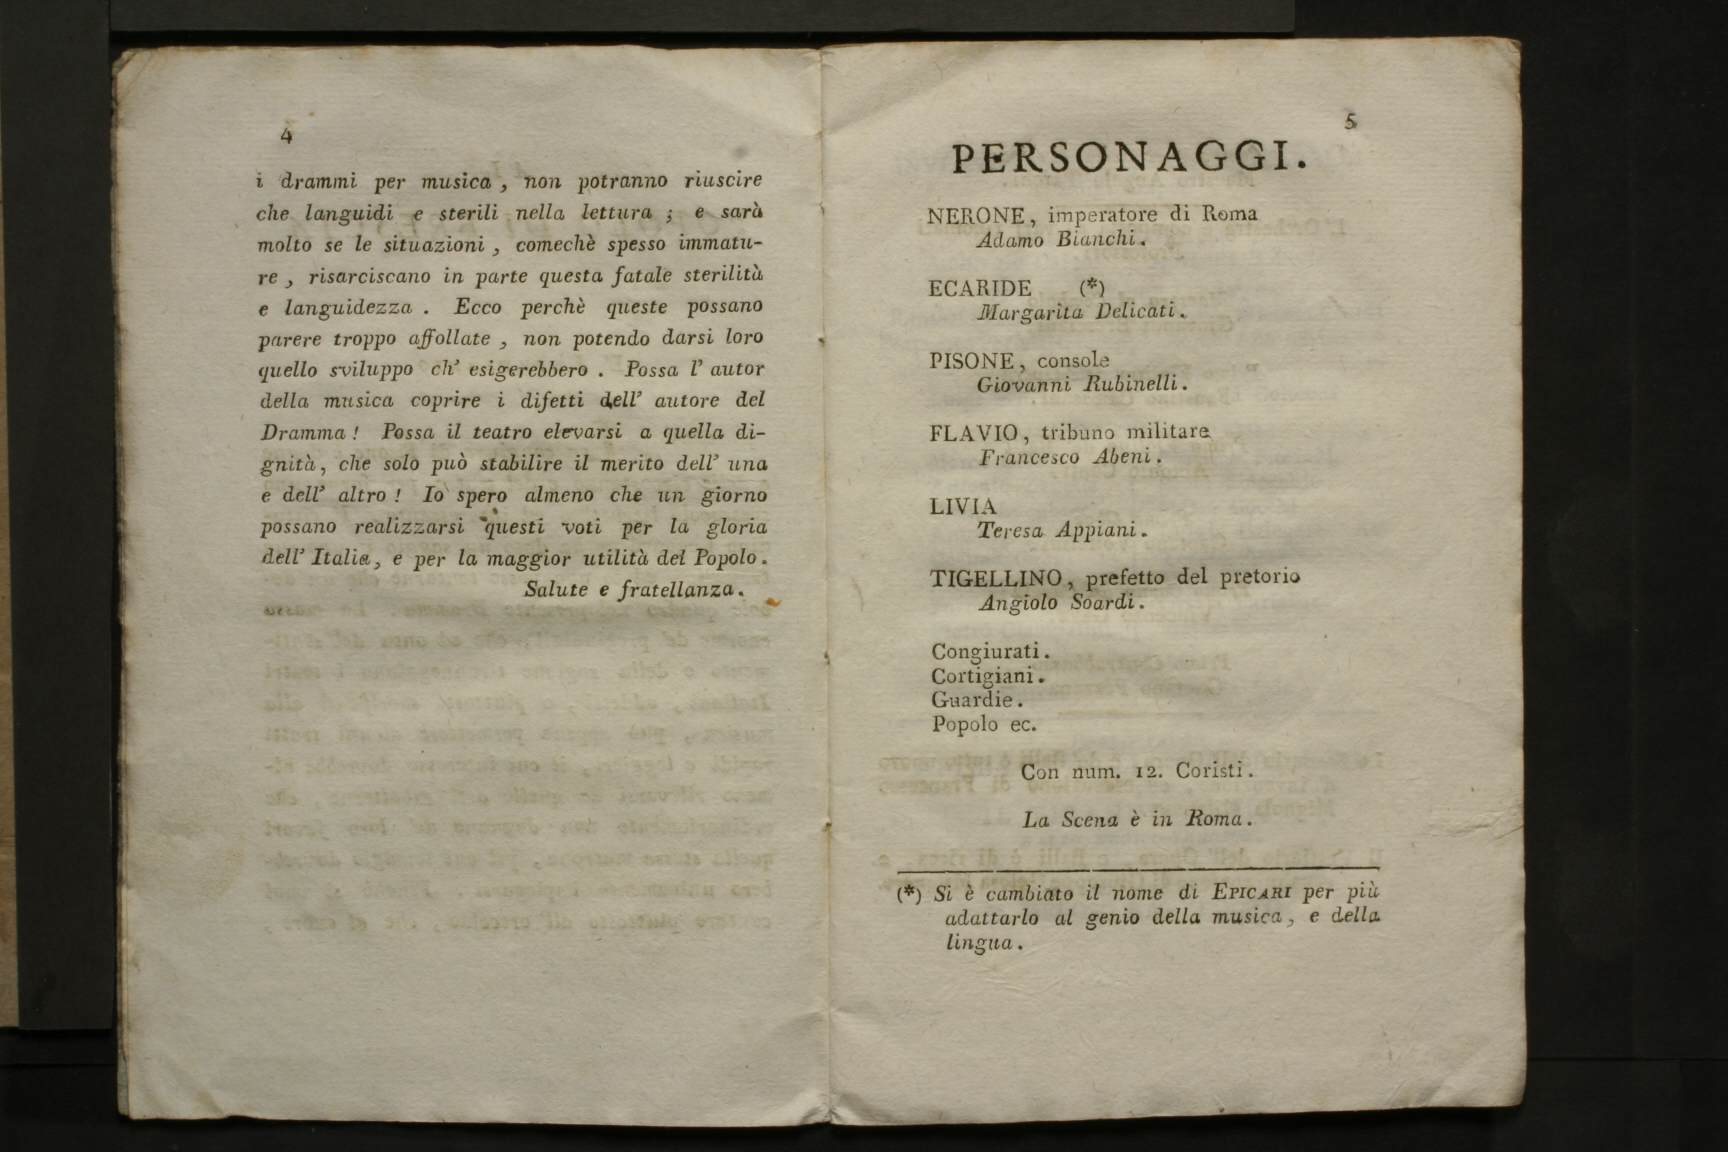 4
i drammi per musica, non potranno riuscire
che languidi e sterili nella lettura; e sarà
molto se le situazioni, comechè spesso immatu-
re, risarciscano in parte questa fatale sterilità
e languidezza. Ecco perchè queste possano
parere troppo affollate, non potendo darsi loro
quello sviluppo ch' esigerebbero. Possa l' autor
della musica coprire i difetti dell' autore del
Dramma! Possa il teatro elevarsi a quella di-
gnità, che solo può stabilire il merito dell' una
e dell' altro! Io spero almeno che un giorno
possano realizzarsi questi voti per la gloria
dell' Italia, e per la maggior utilità del Popolo.
Salute e fratellanza.
5
PERSONAGGI.
NERONE, imperatore di Roma
Adamo Bianchi.
ECARIDE (*)
Margarita Delicati.
PISONE, console
Giovanni Rubinelli.
FLAVIO, tribuno militare
Francesco Abeni.
LIVIA
Teresa Appiani.
TIGELLINO, prefetto del pretorio
Angiolo Soardi.
Congiurati.
Cortigiani.
Guardie.
Popolo ec.
Con num. 12. Coristi.
La Scena è in Roma.
(*) Si è cambiato il nome di EPICARI per più
adattarlo al genio della musica, e della
lingua.